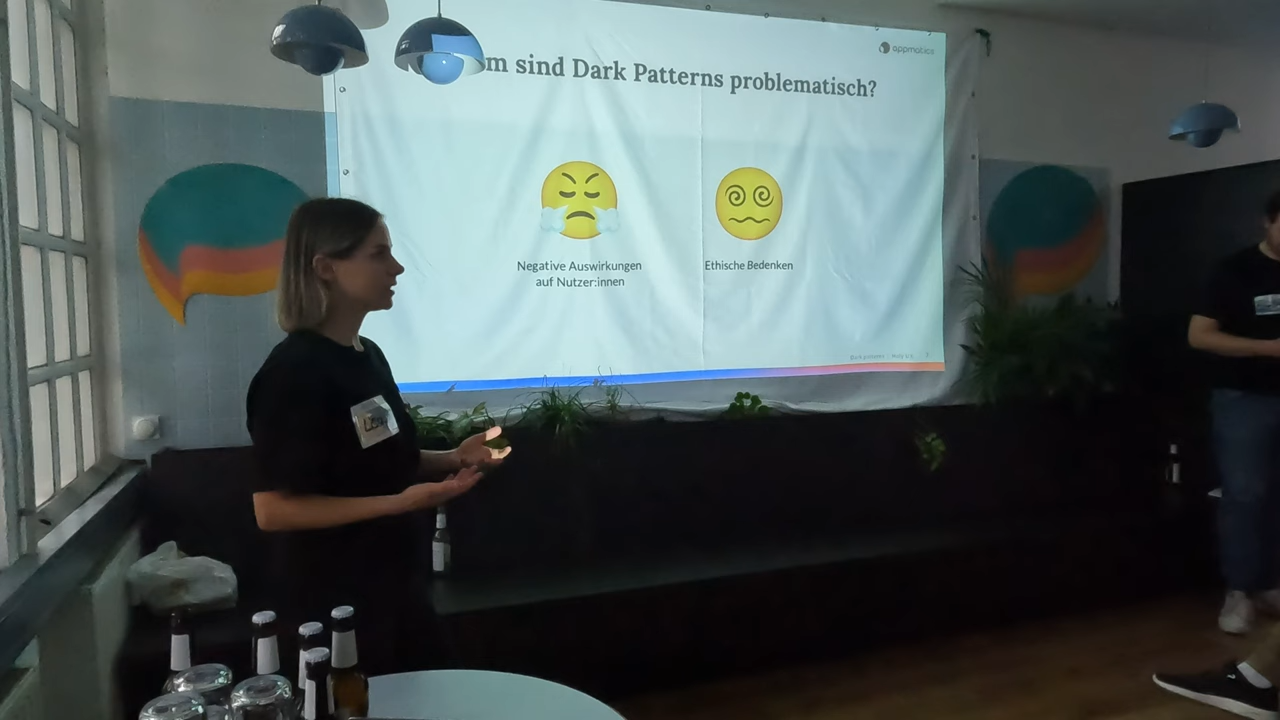 appmatics
m sind Dark Patterns problematisch?
Negative Auswirkungen
auf Nutzer:innen
Ethische Bedenken